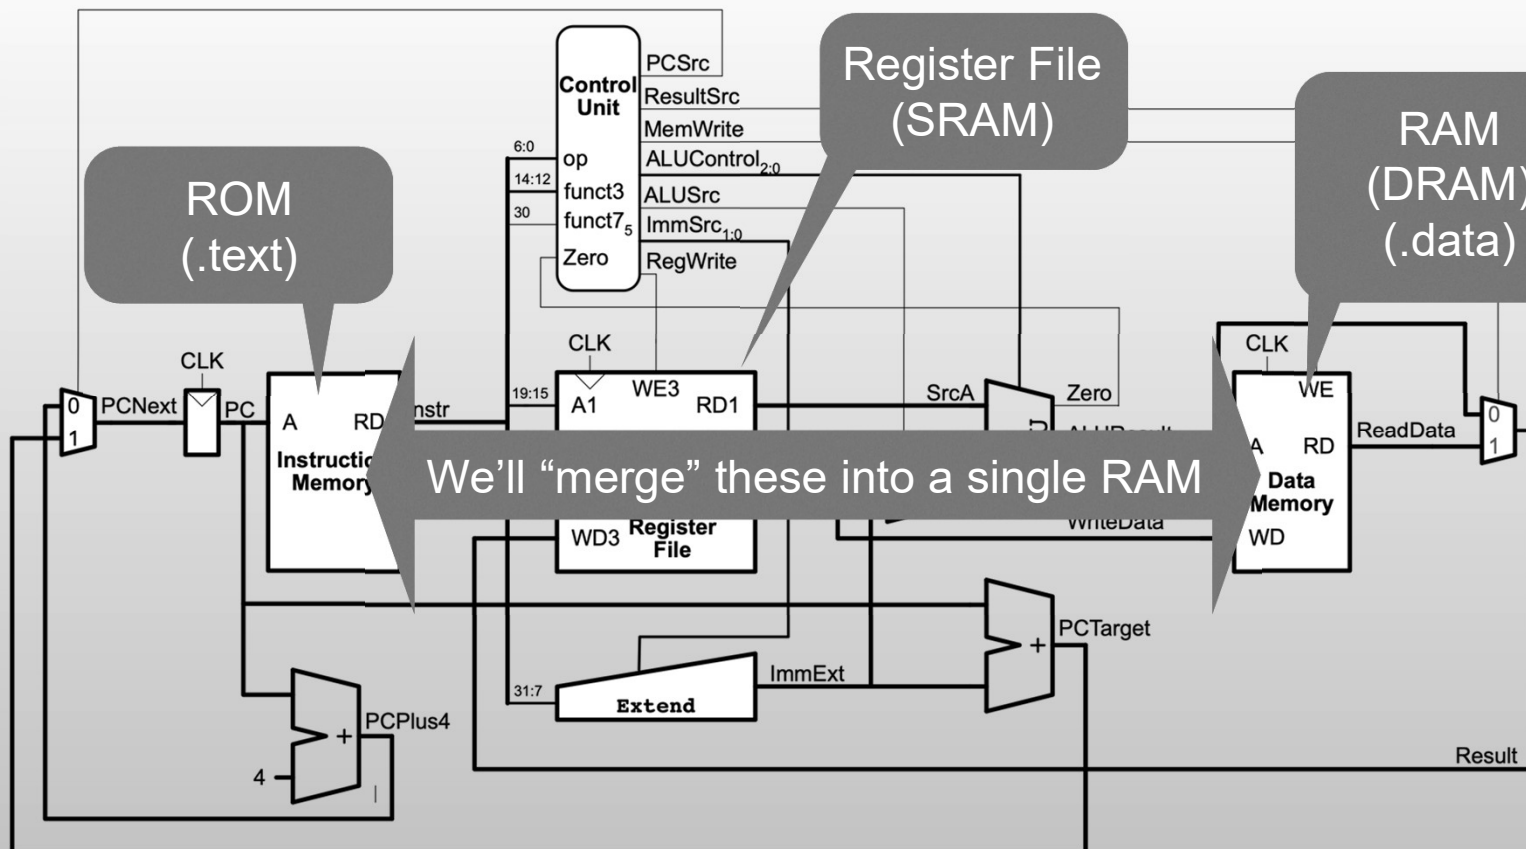 PCSrc
Control
Unit
ResultSrc
MemWrite
ALUControl2:0
ALUSrc
ImmSrc1:0
RegWrite
6:0
op
14:12
funct3
30
funct75
Zero
Register File
(SRAM)
RAM
(DRAM)
(.data)
ROM
(.text)
CLK
0
1
PCNext
PC
A
RD
Instructio
Memory
nstr
CLK
19:15
A1
WE3
RD1
WD3
Register
File
SrcA
Zero
WriteData
CLK
WE
A
RD
Data
Memory
WD
ReadData
0
1
We'll “merge” these into a single RAM
31:7
Extend
ImmExt
+
PCTarget
+
PCPlus4
4
Result